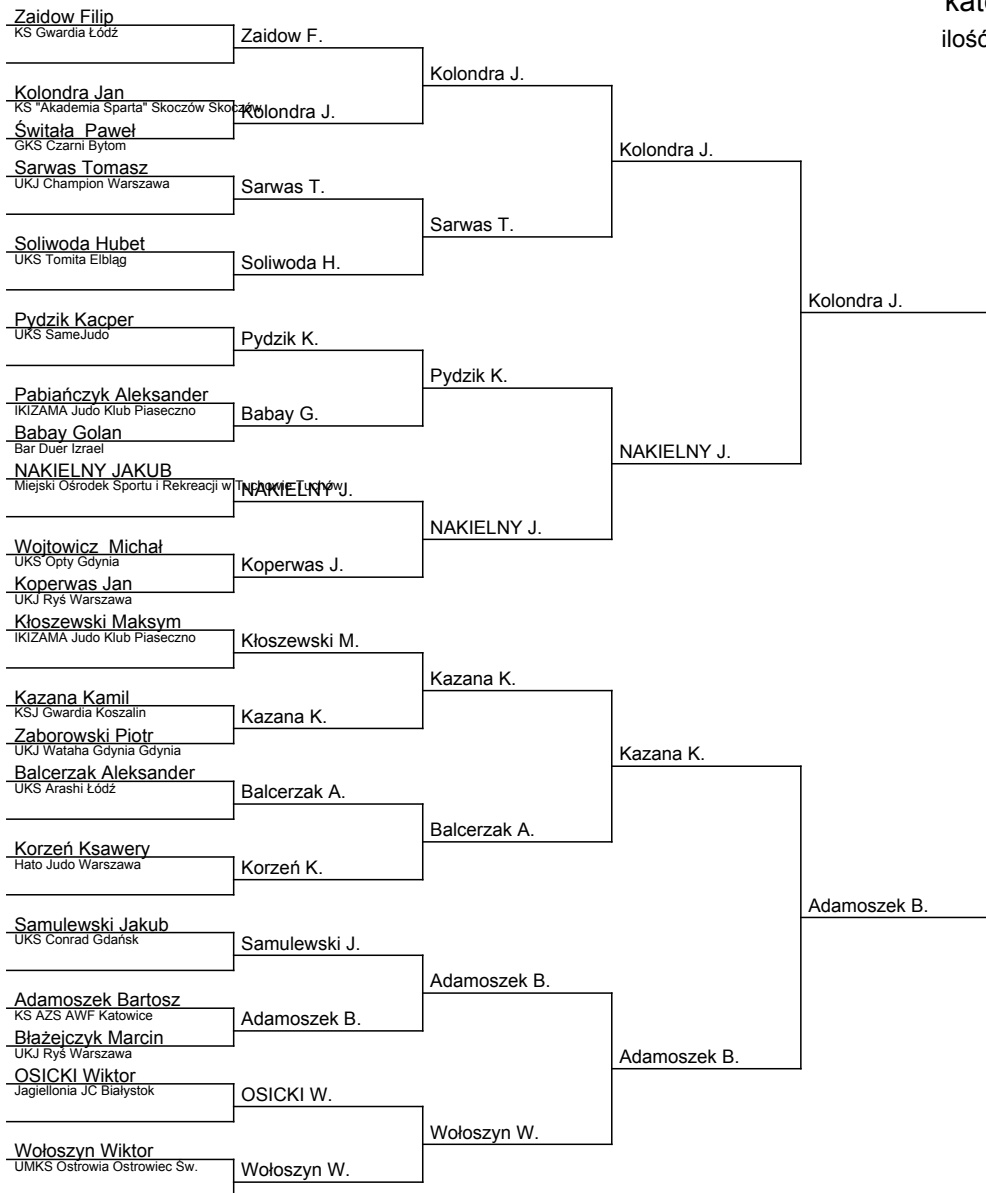 kate
ilość
Zaidow Filip
KS Gwardia Łódź
Kolondra Jan
KS "Akademia Sparta" Skoczów Skoczów
Świtała  Paweł
GKS Czarni Bytom
Sarwas Tomasz
UKJ Champion Warszawa
Soliwoda Hubet
UKS Tomita Elbląg
Pydzik Kacper
UKS SameJudo
Pabiańczyk Aleksander
IKIZAMA Judo Klub Piaseczno
Babay Golan
Bar Duer Izrael
NAKIELNY JAKUB
Miejski Ośrodek Sportu i Rekreacji w Tuchowie Tuchów
Wojtowicz  Michał
UKS Opty Gdynia
Koperwas Jan
UKJ Ryś Warszawa
Kłoszewski Maksym
IKIZAMA Judo Klub Piaseczno
Kazana Kamil
KSJ Gwardia Koszalin
Zaborowski Piotr
UKJ Wataha Gdynia Gdynia
Balcerzak Aleksander
UKS Arashi Łódź
Korzeń Ksawery
Hato Judo Warszawa
Samulewski Jakub
UKS Conrad Gdańsk
Adamoszek Bartosz
KS AZS AWF Katowice
Błażejczyk Marcin
UKJ Ryś Warszawa
OSICKI Wiktor
Jagiellonia JC Białystok
Wołoszyn Wiktor
UMKS Ostrowia Ostrowiec Św.
Zaidow F.
Kolondra J.
Sarwas T.
Soliwoda H.
Pydzik K.
Babay G.
NAKIELNY J.
Koperwas J.
Kłoszewski M.
Kazana K.
Balcerzak A.
Korzeń K.
Samulewski J.
Adamoszek B.
OSICKI W.
Wołoszyn W.
Kolondra J.
Sarwas T.
Pydzik K.
NAKIELNY J.
Kazana K.
Balcerzak A.
Adamoszek B.
Wołoszyn W.
Kolondra J.
NAKIELNY J.
Kazana K.
Adamoszek B.
Kolondra J.
Adamoszek B.